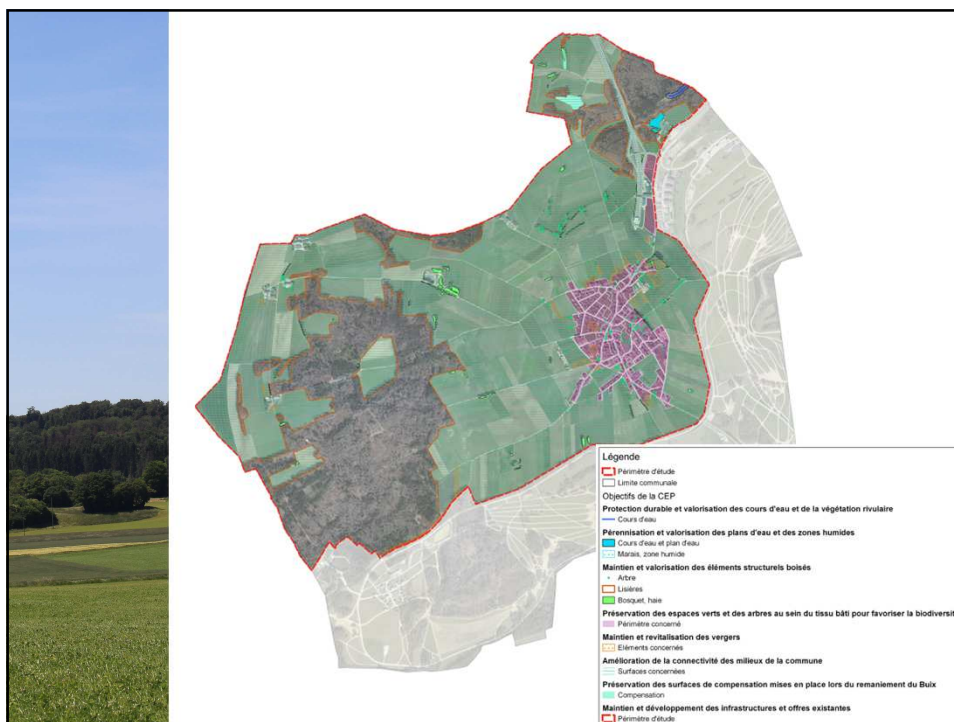 Légende
Périmètre d'étude
Limite communale
Objectifs de la CEP
Protection durable et valorisation des cours d'eau et de la végétation rivulaire
Cours d'eau
Pérennisation et valorisation des plans d'eau et des zones humides
Cours d'eau et plan d'eau
Marais, zone humide
Maintien et valorisation des éléments structurels boisés
Arbre
Lisières
Bosquet, haie
Préservation des espaces verts et des arbres au sein du tissu bâti pour favoriser la biodiversit
Périmètre concerné
Maintien et revitalisation des vergers
Eléments concernés
Amélioration de la connectivité des milieux de la commune
Surfaces concernées
Préservation des surfaces de compensation mises en place lors du remaniement du Buix
Compensation
Maintien et développement des infrastructures et offres existantes
Périmètre d'étude